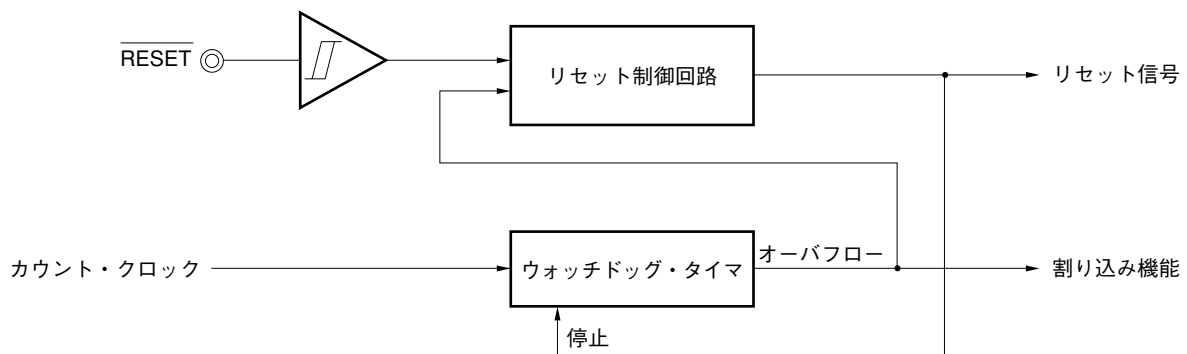 RESET
リセット制御回路
リセット信号
カウント・クロック
ウォッチドッグ・タイマ
オーバフロー
割り込み機能
停止